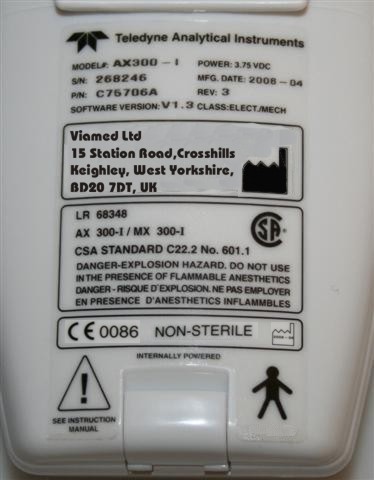 Teledyne Analytical Instruments
MODEL#: AX300-I POWER: 3.75 VDC
S/N: 268246 MFG. DATE: 2008-04
P/N: C75706A REV: 3
SOFTWARE VERSION: V1.3 CLASS:ELECT./MECH
Viamed Ltd
15 Station Road,Crosshills
Keighley, West Yorkshire,
BD20 7DT, UK
LR 68348
AX 300-I / MX 300-I
CSA STANDARD C22.2 No. 601.1
DANGER-EXPLOSION HAZARD. DO NOT USE
IN THE PRESENCE OF FLAMMABLE ANESTHETICS
DANGER - RISQUE D'EXPLOSION. NE PAS EMPLOYER
EN PRESENCE D'ANESTHETICS INFLAMMBLES
CSA
CE 0086 NON-STERILE
2008-04
INTERNALLY POWERED
SEE INSTRUCTION
MANUAL